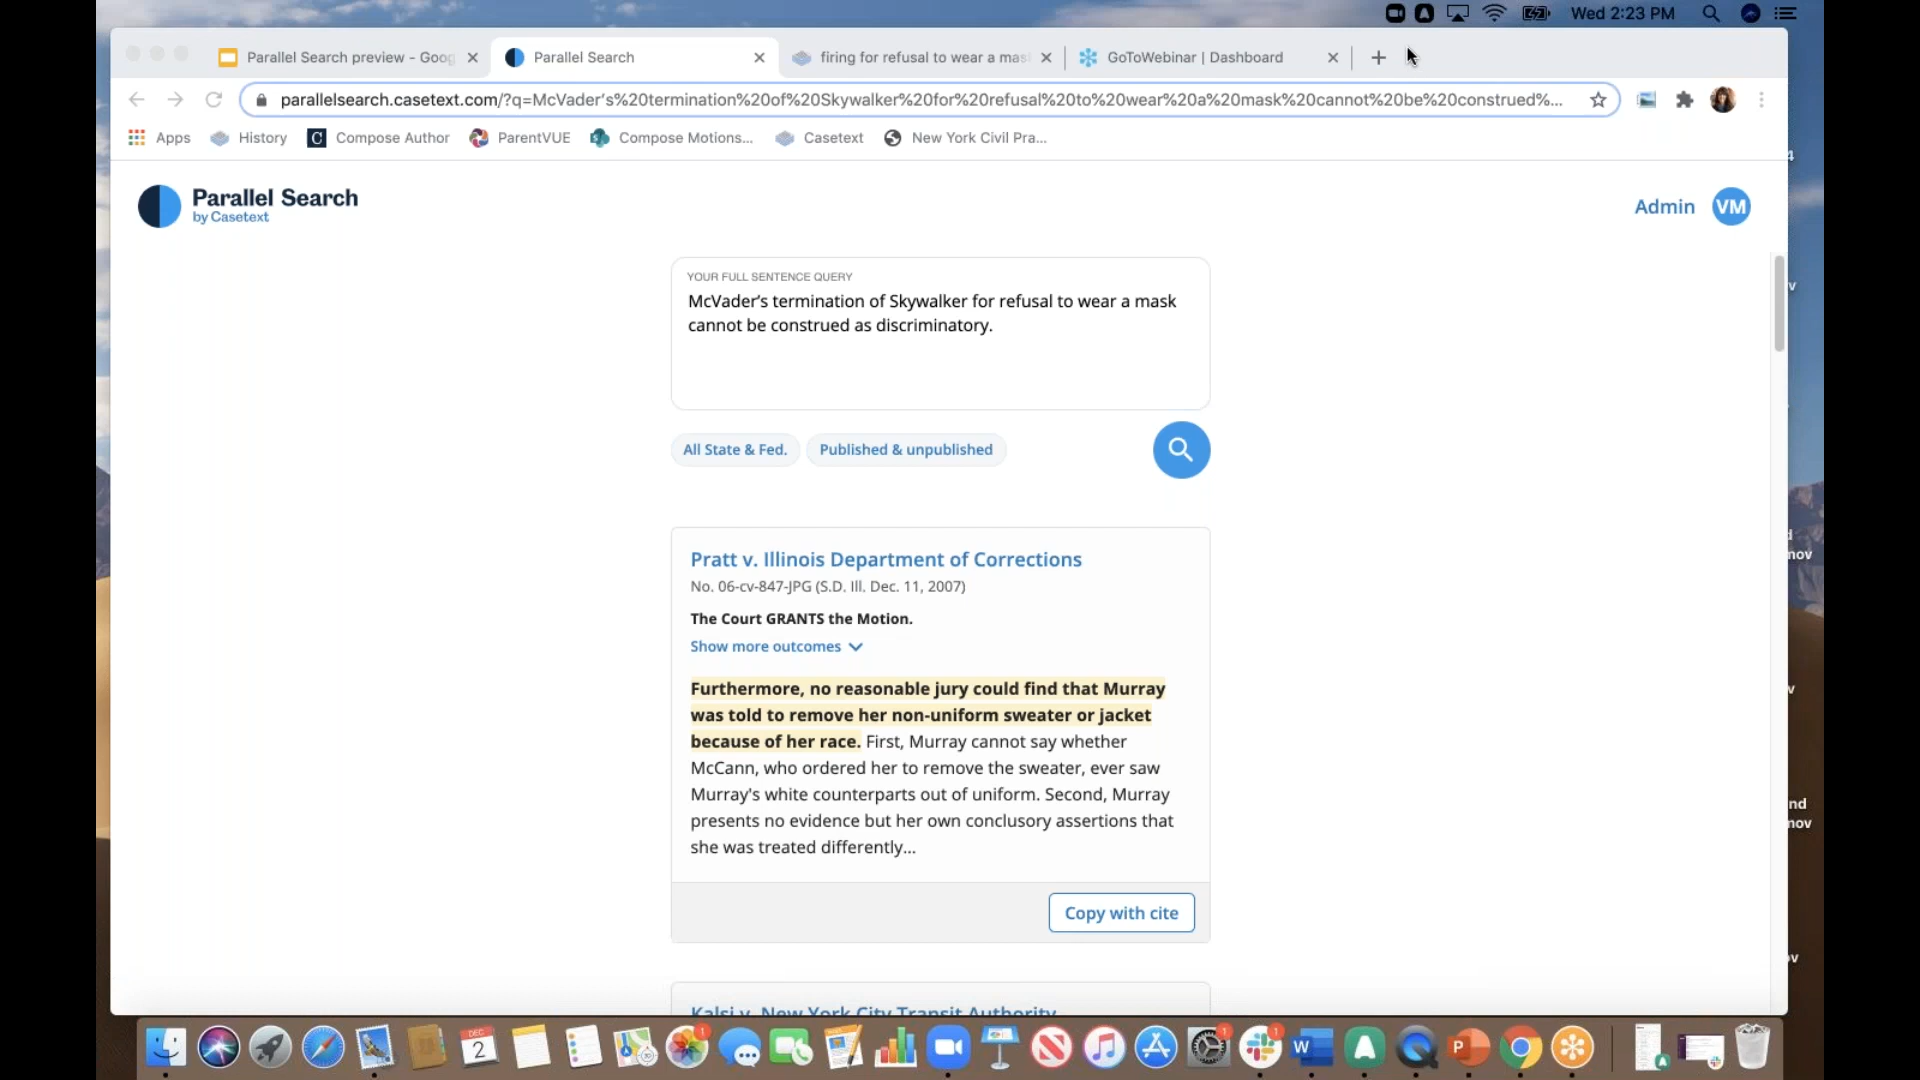 Wed 2:23 PM
Parallel Search preview - Goog
Parallel Search
firing for refusal to wear a mas
GoToWebinar | Dashboard
parallelsearch.casetext.com/?q=McVader's%20termination%20of%20Skywalker%20for%20refusal%20to%20wear%20a%20mask%20cannot%20be%20construed%...
Apps
History
Compose Author
ParentVUE
Compose Motions...
Casetext
New York Civil Pra...
Parallel Search
by Casetext
Admin
VM
YOUR FULL SENTENCE QUERY
McVader's termination of Skywalker for refusal to wear a mask
cannot be construed as discriminatory.
All State & Fed.
Published & unpublished
Pratt v. Illinois Department of Corrections
No. 06-cv-847-JPG (S.D. Ill. Dec. 11, 2007)
The Court GRANTS the Motion.
Show more outcomes
Furthermore, no reasonable jury could find that Murray
was told to remove her non-uniform sweater or jacket
because of her race. First, Murray cannot say whether
McCann, who ordered her to remove the sweater, ever saw
Murray's white counterparts out of uniform. Second, Murray
presents no evidence but her own conclusory assertions that
she was treated differently...
Copy with cite
Kalsi v. New York City Transit Authority
DEC
2